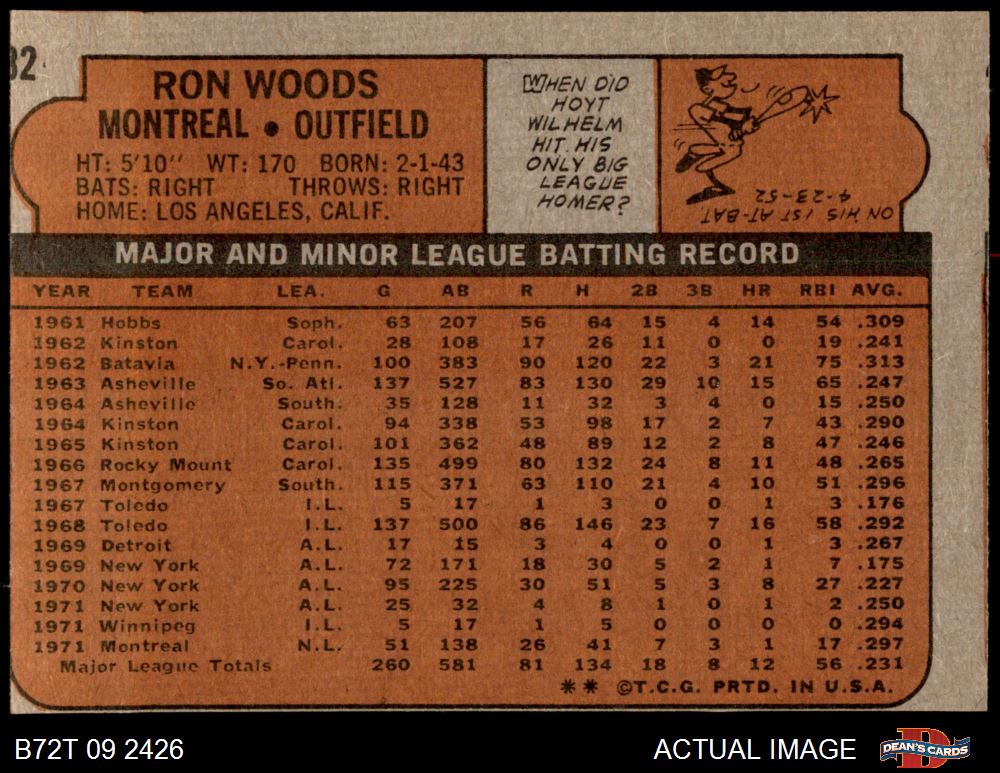 32
RON WOODS
MONTREAL • OUTFIELD
HT: 5'10" WT: 170 BORN: 2-1-43
BATS: RIGHT THROWS: RIGHT
HOME: LOS ANGELES, CALIF.
WHEN DID
HOYT
WILHELM
HIT HIS
ONLY BIG
LEAGUE
HOMER?
ON HIS 1ST AT-BAT
4-23-52
MAJOR AND MINOR LEAGUE BATTING RECORD
YEAR TEAM LEA. G AB R H 2B 3B HR RBI AVG.
1961 Hobbs Soph. 63 207 56 64 15 4 14 54 .309
1962 Kinston Carol. 28 108 17 26 11 0 0 19 .241
1962 Batavia N.Y.-Penn. 100 383 90 120 22 3 21 75 .313
1963 Asheville So. Atl. 137 527 83 130 29 10 15 65 .247
1964 Asheville South. 35 128 11 32 3 4 0 15 .250
1964 Kinston Carol. 94 338 53 98 17 2 7 43 .290
1965 Kinston Carol. 101 362 48 89 12 2 8 47 .246
1966 Rocky Mount Carol. 135 499 80 132 24 8 11 48 .265
1967 Montgomery South. 115 371 63 110 21 4 10 51 .296
1967 Toledo I.L. 5 17 1 3 0 0 1 3 .176
1968 Toledo I.L. 137 500 86 146 23 7 16 58 .292
1969 Detroit A.L. 17 15 3 4 0 0 1 3 .267
1969 New York A.L. 72 171 18 30 5 2 1 7 .175
1970 New York A.L. 95 225 30 51 5 3 8 27 .227
1971 New York A.L. 25 32 4 8 1 0 1 2 .250
1971 Winnipeg I.L. 5 17 1 5 0 0 0 0 .294
1971 Montreal N.L. 51 138 26 41 7 3 1 17 .297
Major League Totals 260 581 81 134 18 8 12 56 .231
** ©T.C.G. PRTD. IN U.S.A.
B72T 09 2426
ACTUAL IMAGE
DEAN'S CARDS